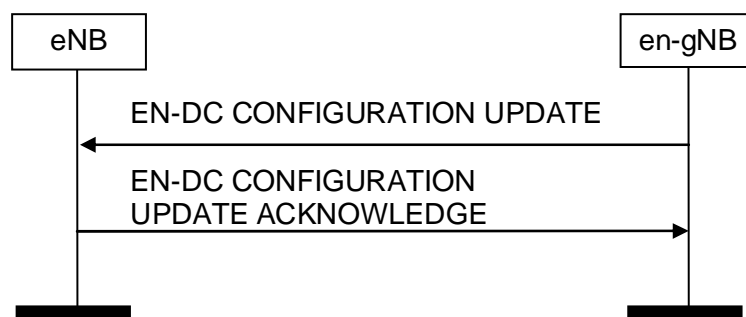 eNB
en-gNB
EN-DC CONFIGURATION UPDATE
EN-DC CONFIGURATION
UPDATE ACKNOWLEDGE